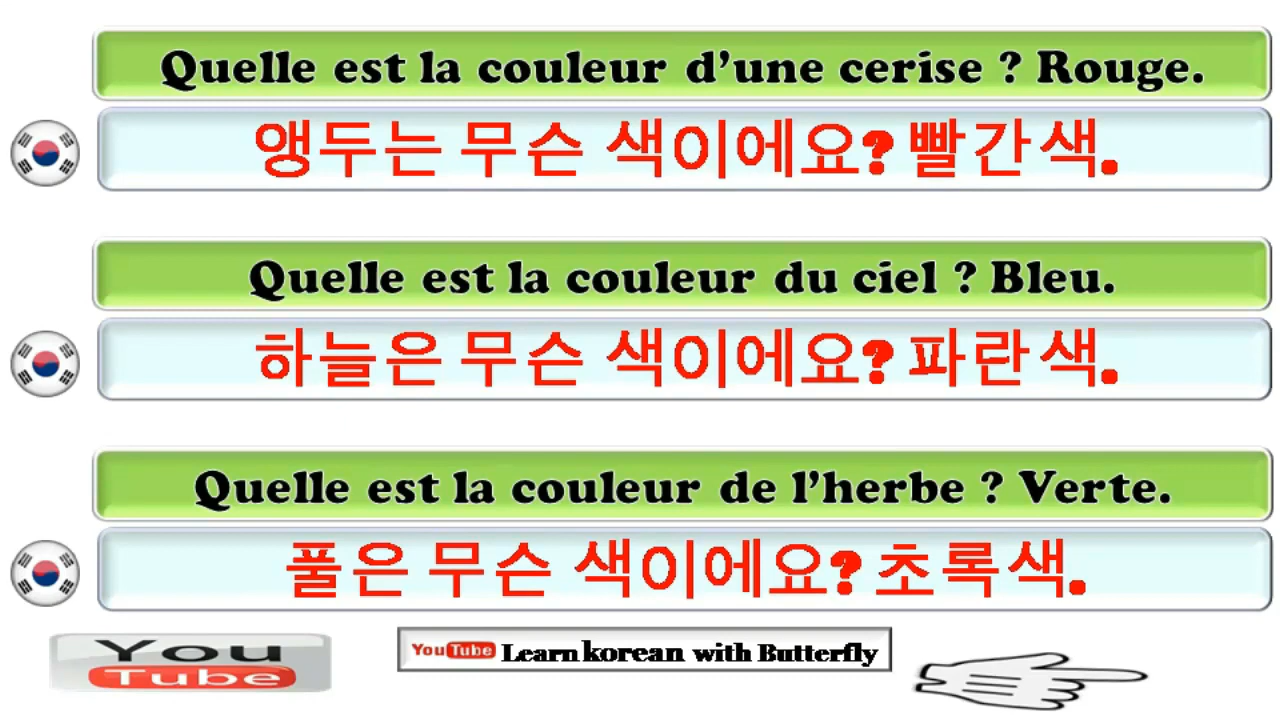 Quelle est la couleur d’une cerise ? Rouge.
앵두는 무슨 색이에요? 빨간색.
Quelle est la couleur du ciel ? Bleu.
하늘은 무슨 색이에요? 파란색.
Quelle est la couleur de l’herbe ? Verte.
풀은 무슨 색이에요? 초록색.
You
Tube
YouTube Learn korean with Butterfly